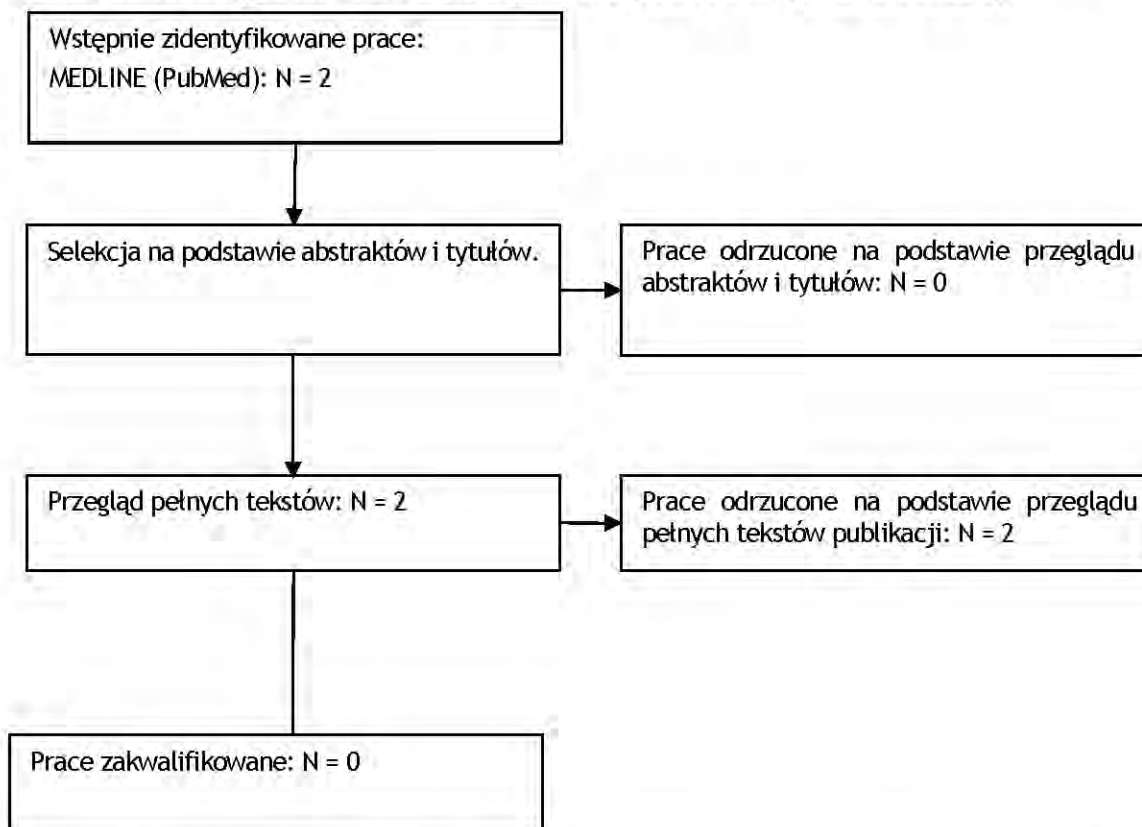 Wstępnie zidentyfikowane prace:
MEDLINE (PubMed): N = 2
Selekcja na podstawie abstraktów i tytułów.
Prace odrzucone na podstawie przeglądu
abstraktów i tytułów: N = 0
Przegląd pełnych tekstów: N = 2
Prace odrzucone na podstawie przeglądu
pełnych tekstów publikacji: N = 2
Prace zakwalifikowane: N = 0